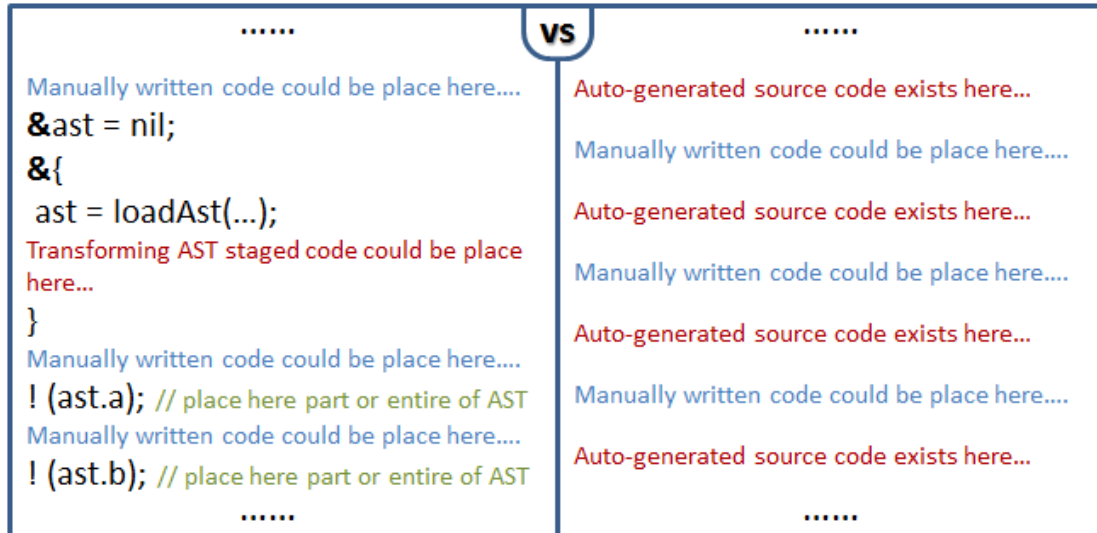 ......
Manually written code could be place here....
&ast = nil;
&{
ast = loadAst(...);
Transforming AST staged code could be place
here...
}
Manually written code could be place here....
! (ast.a); // place here part or entire of AST
Manually written code could be place here....
! (ast.b); // place here part or entire of AST
......
vs
......
Auto-generated source code exists here...
Manually written code could be place here....
Auto-generated source code exists here...
Manually written code could be place here....
Auto-generated source code exists here...
Manually written code could be place here....
Auto-generated source code exists here...
......